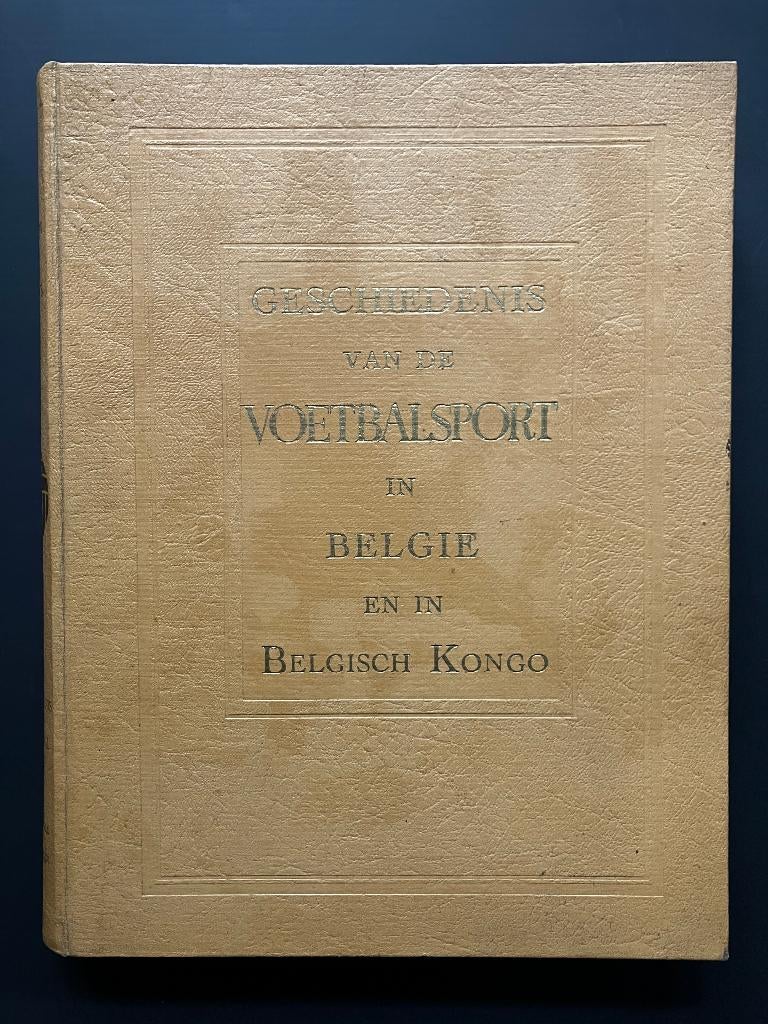 GESCHIEDENIS
VAN DE
VOETBALSPORT
IN
BELGIE
EN IN
BELGISCH KONGO